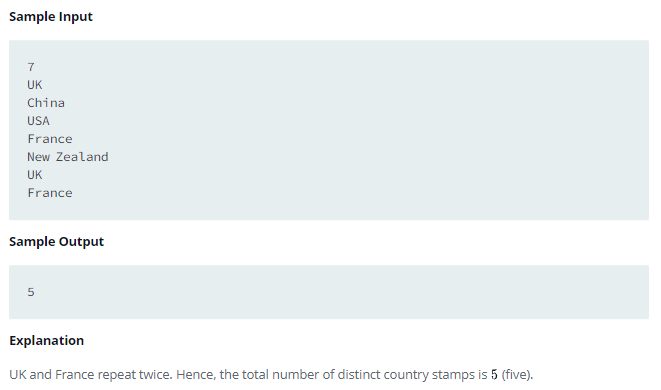 Sample Input
7
UK
China
USA
France
New Zealand
UK
France
Sample Output
5
Explanation
UK and France repeat twice. Hence, the total number of distinct country stamps is 5 (five).